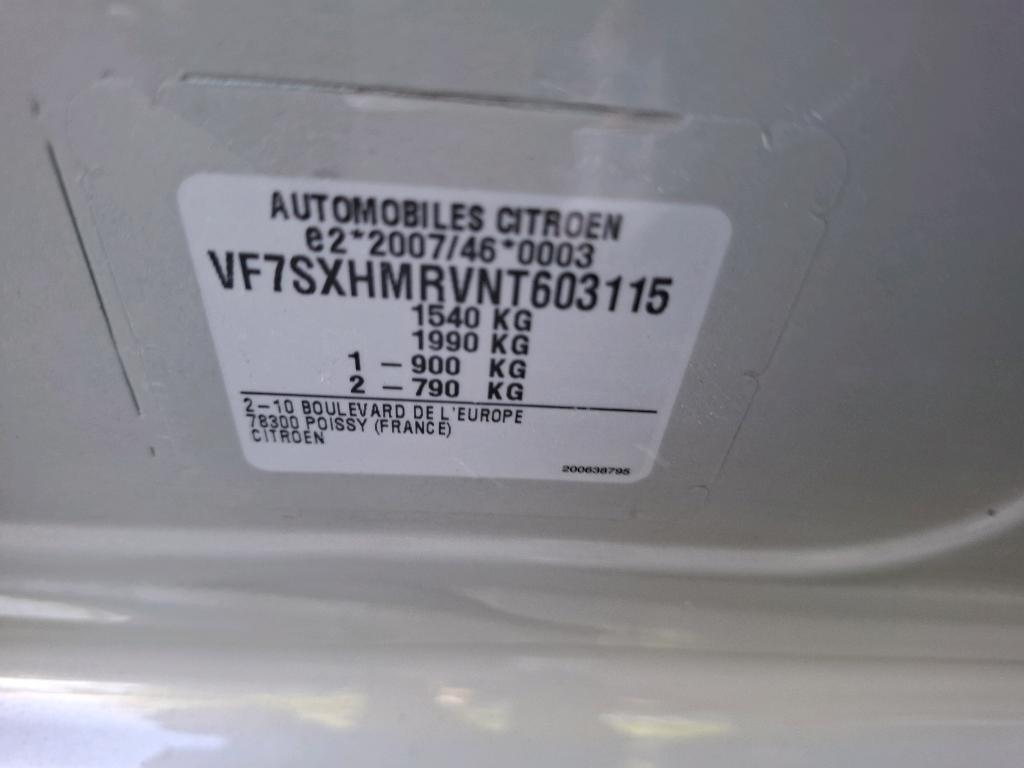 AUTOMOBILES CITROEN
e2*2007/46*0003
VF7SXHMRVNT603115
1540 KG
1990 KG
1 – 900 KG
2 – 790 KG
2–10 BOULEVARD DE L'EUROPE
78300 POISSY (FRANCE)
CITROEN
200638795